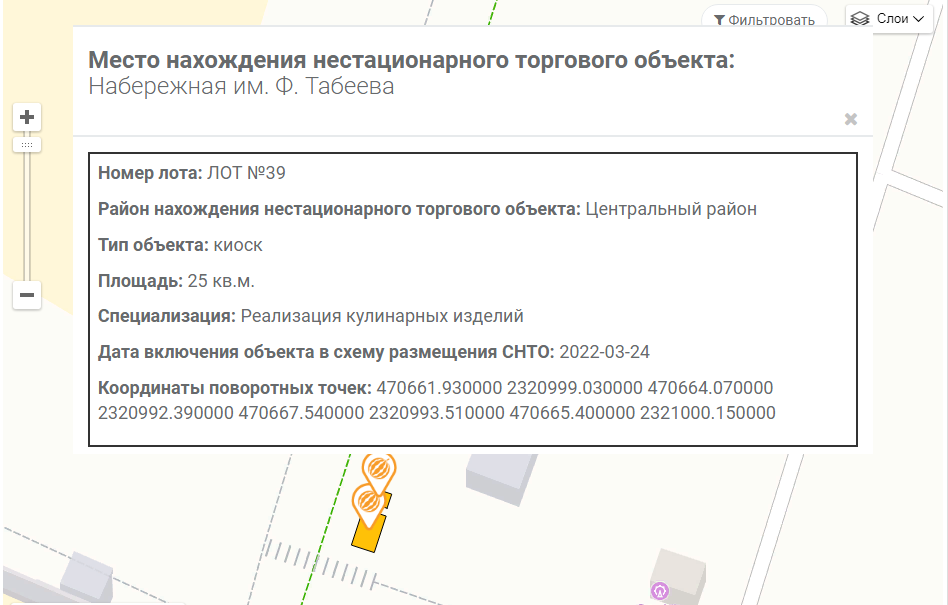 Фильтровать
Слои
Место нахождения нестационарного торгового объекта:
Набережная им. Ф. Табеева
Номер лота: ЛОТ №39
Район нахождения нестационарного торгового объекта: Центральный район
Тип объекта: киоск
Площадь: 25 кв.м.
Специализация: Реализация кулинарных изделий
Дата включения объекта в схему размещения СНТО: 2022-03-24
Координаты поворотных точек: 470661.930000 2320999.030000 470664.070000
2320992.390000 470667.540000 2320993.510000 470665.400000 2321000.150000